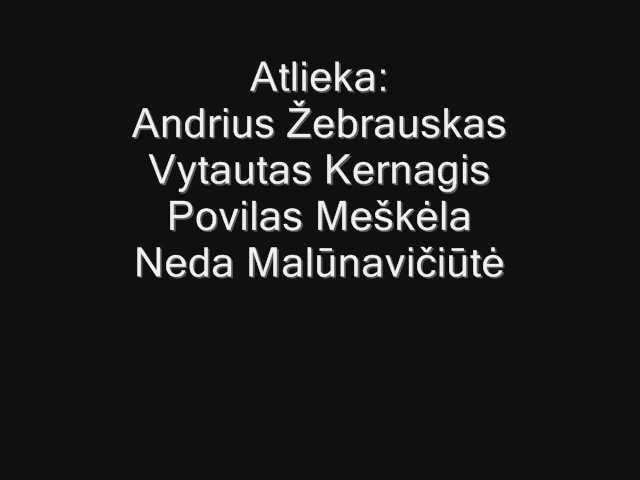 Atlieka:
Andrius Žebrauskas
Vytautas Kernagis
Povilas Meškėla
Neda Malūnavičiūtė